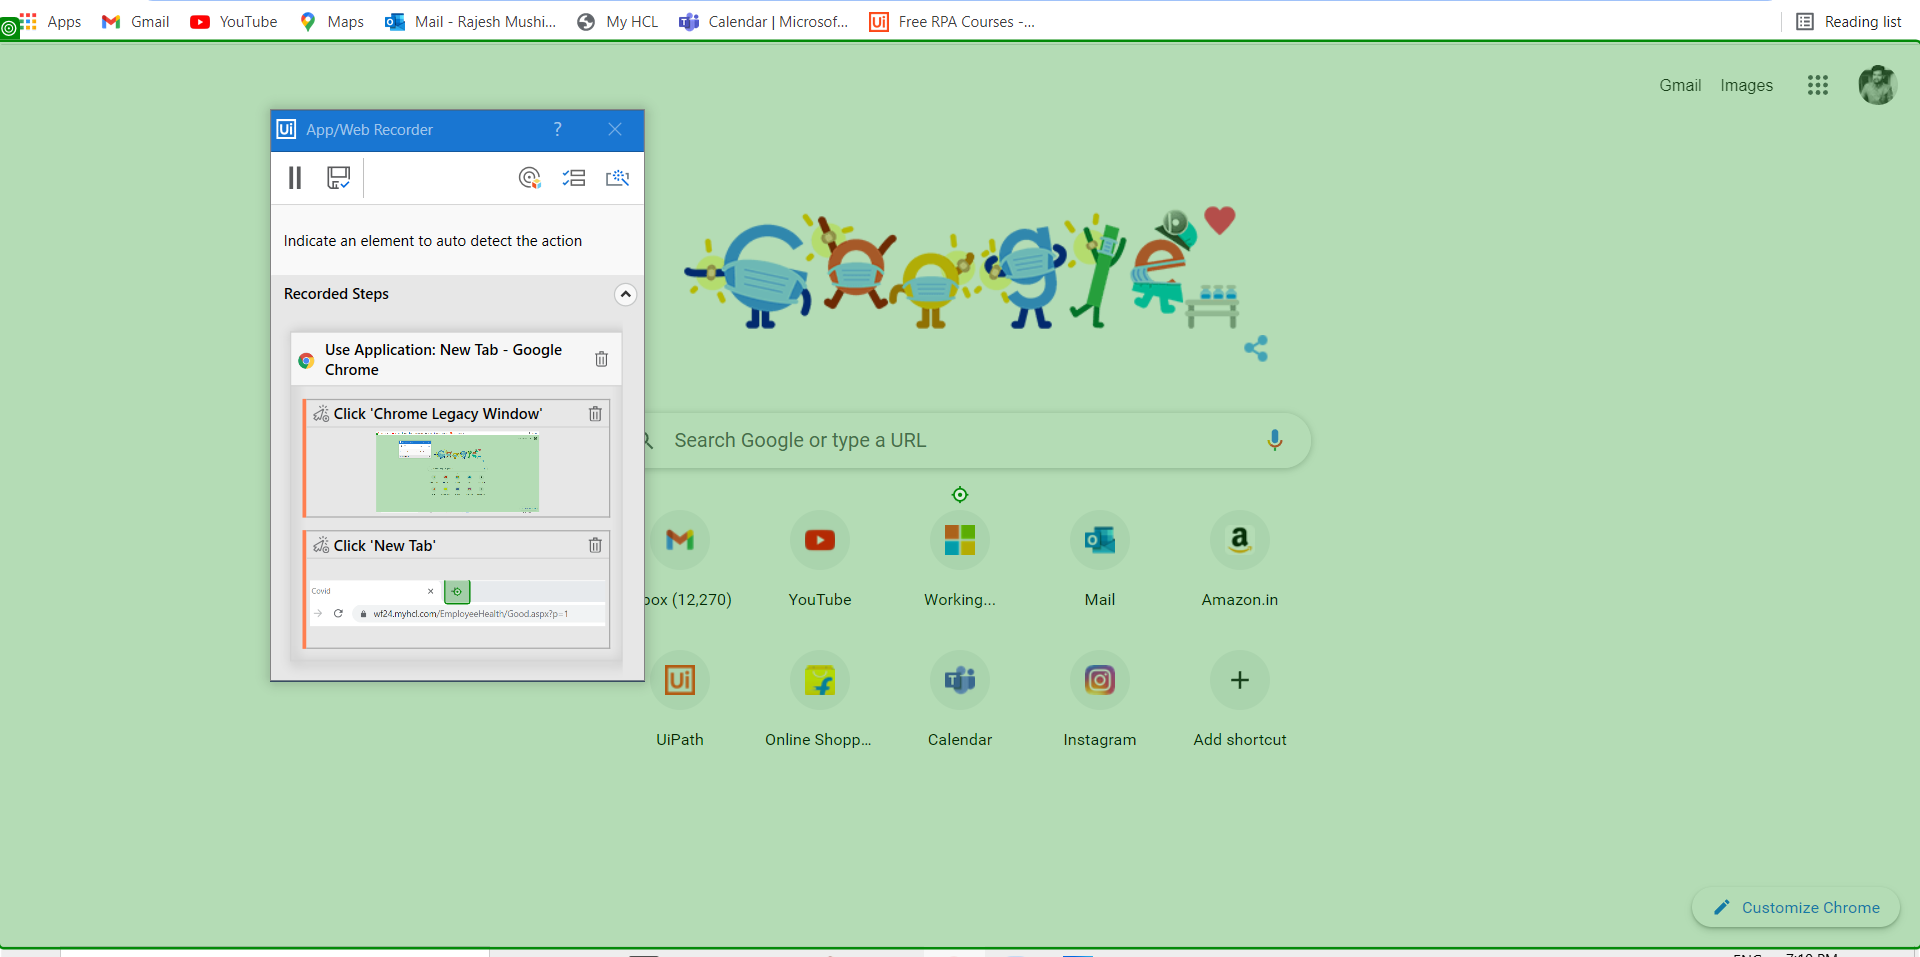 Apps Gmail YouTube Maps Mail - Rajesh Mushi... My HCL Calendar | Microsof... Free RPA Courses -... Reading list
Gmail Images
Ui App/Web Recorder ?
Indicate an element to auto detect the action
Recorded Steps
Use Application: New Tab - Google
Chrome
Click 'Chrome Legacy Window'
Search Google or type a URL
Click 'New Tab'
Covid
wf24.myhcl.com/EmployeeHealth/Good.aspx?p=1
box (12,270) YouTube Working... Mail Amazon.in
UiPath Online Shopp... Calendar Instagram Add shortcut
Customize Chrome